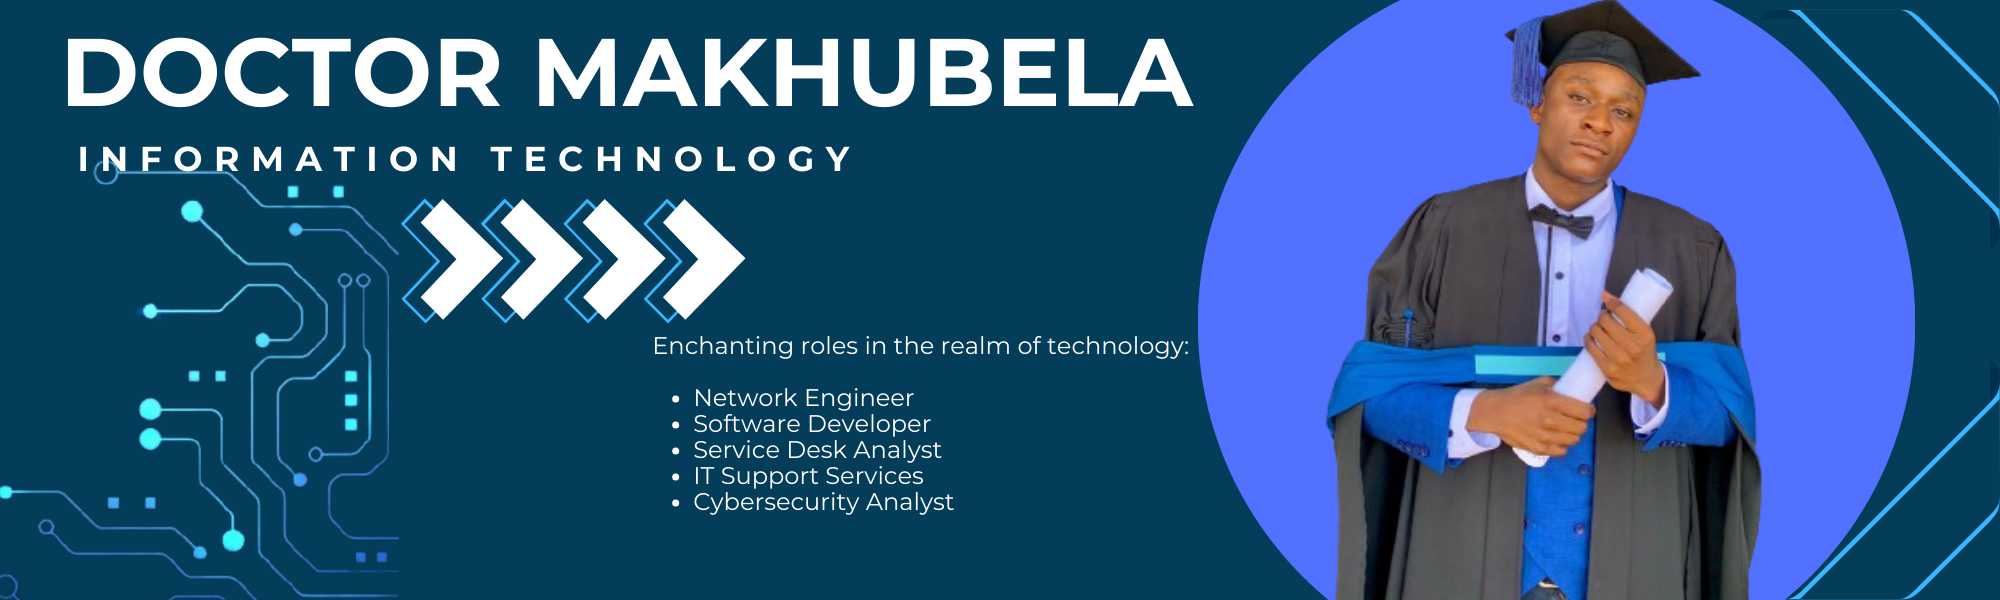 DOCTOR MAKHUBELA
INFORMATION TECHNOLOGY
Enchanting roles in the realm of technology:
• Network Engineer
• Software Developer
• Service Desk Analyst
• IT Support Services
• Cybersecurity Analyst